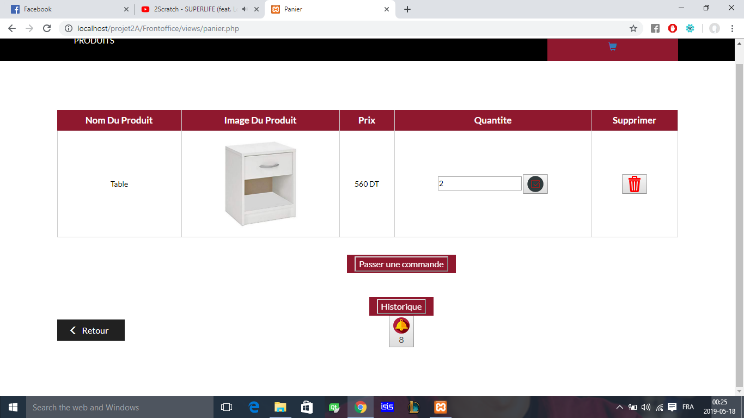 Facebook
2Scratch - SUPERLIFE (feat.
Panier
localhost/projet2A/Frontoffice/views/panier.php
PRODUITS
Nom Du Produit
Image Du Produit
Prix
Quantite
Supprimer
Table
560 DT
2
Passer une commande
Historique
8
Retour
Search the web and Windows
isis
FRA
00:25
2019-05-18